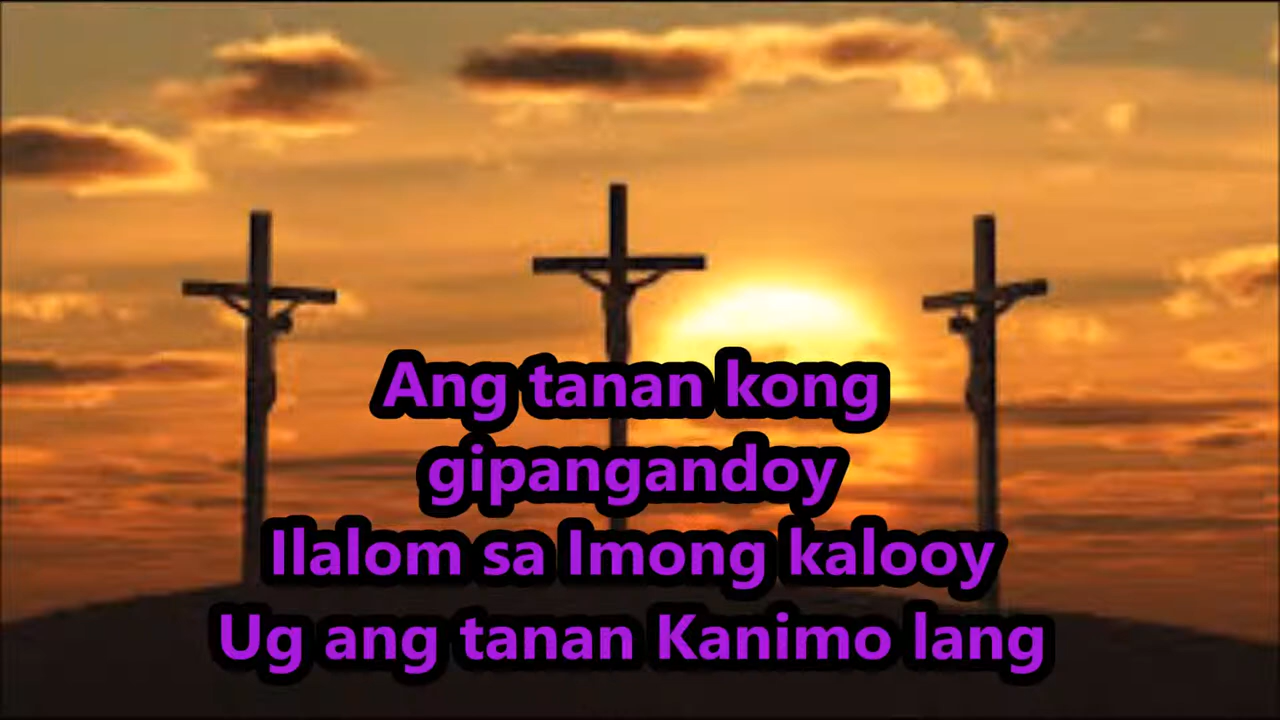 Ang tanan kong
gipangandoy
Ilalom sa Imong kalooy
Ug ang tanan Kanimo lang